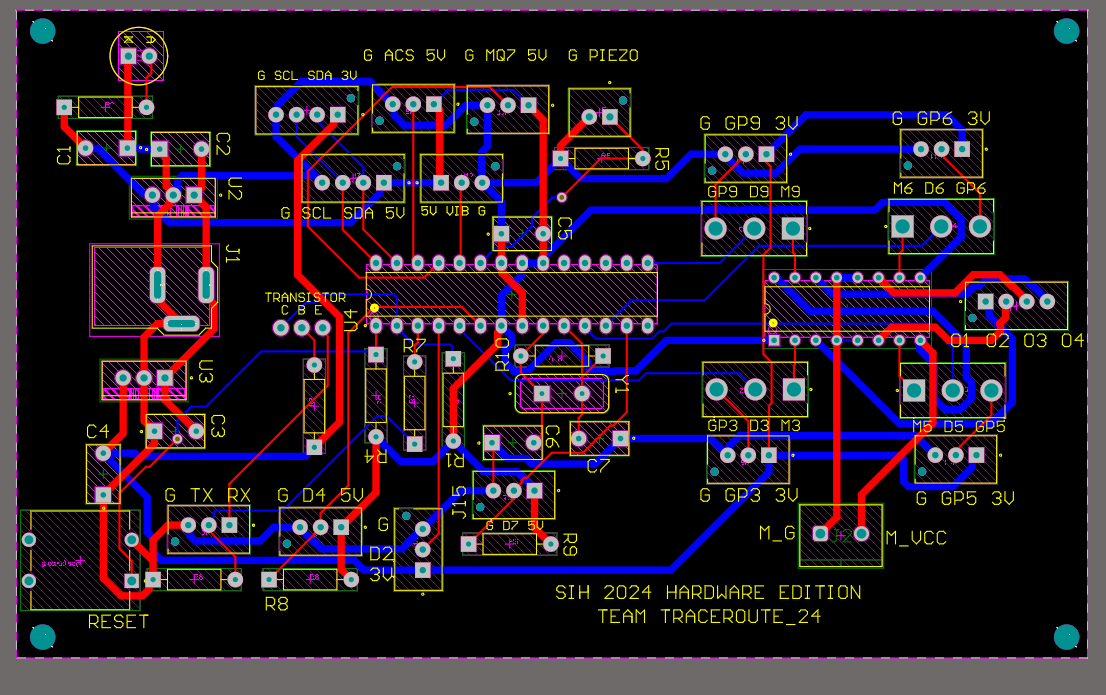 K A
G ACS 5V G MQ7 5V G PIEZO
G SCL SDA 3V
C1
C2
U2
G SCL SDA 5V
5V VIB G
R5
C5
G GP9 3V
G GP6 3V
GP9 D9 M9
M6 D6 GP6
J1
TRANSISTOR
C B E
U4
R7
R10
Y1
O1 O2 O3 O4
U3
C3
C4
R4
R1
C6
C7
GP3 D3 M3
M5 D5 GP5
G GP3 3V
G GP5 3V
G TX RX
G D4 5V
J15
G D7 5V
G
D2
3V
R9
M_G
M_VCC
R8
RESET
SIH 2024 HARDWARE EDITION
TEAM TRACEROUTE_24